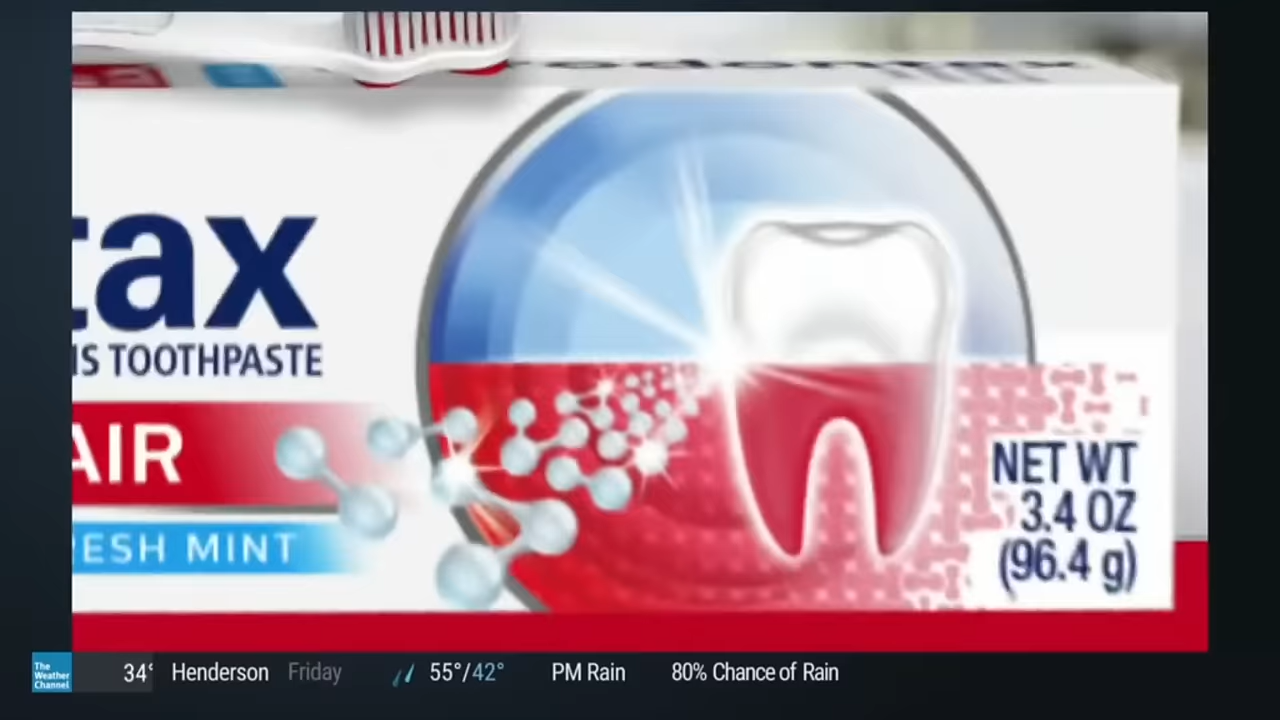 tax
IS TOOTHPASTE
AIR
RESH MINT
NET WT
3.4 OZ
(96.4 g)
The
Weather
Channel
34° Henderson Friday 55°/42° PM Rain 80% Chance of Rain